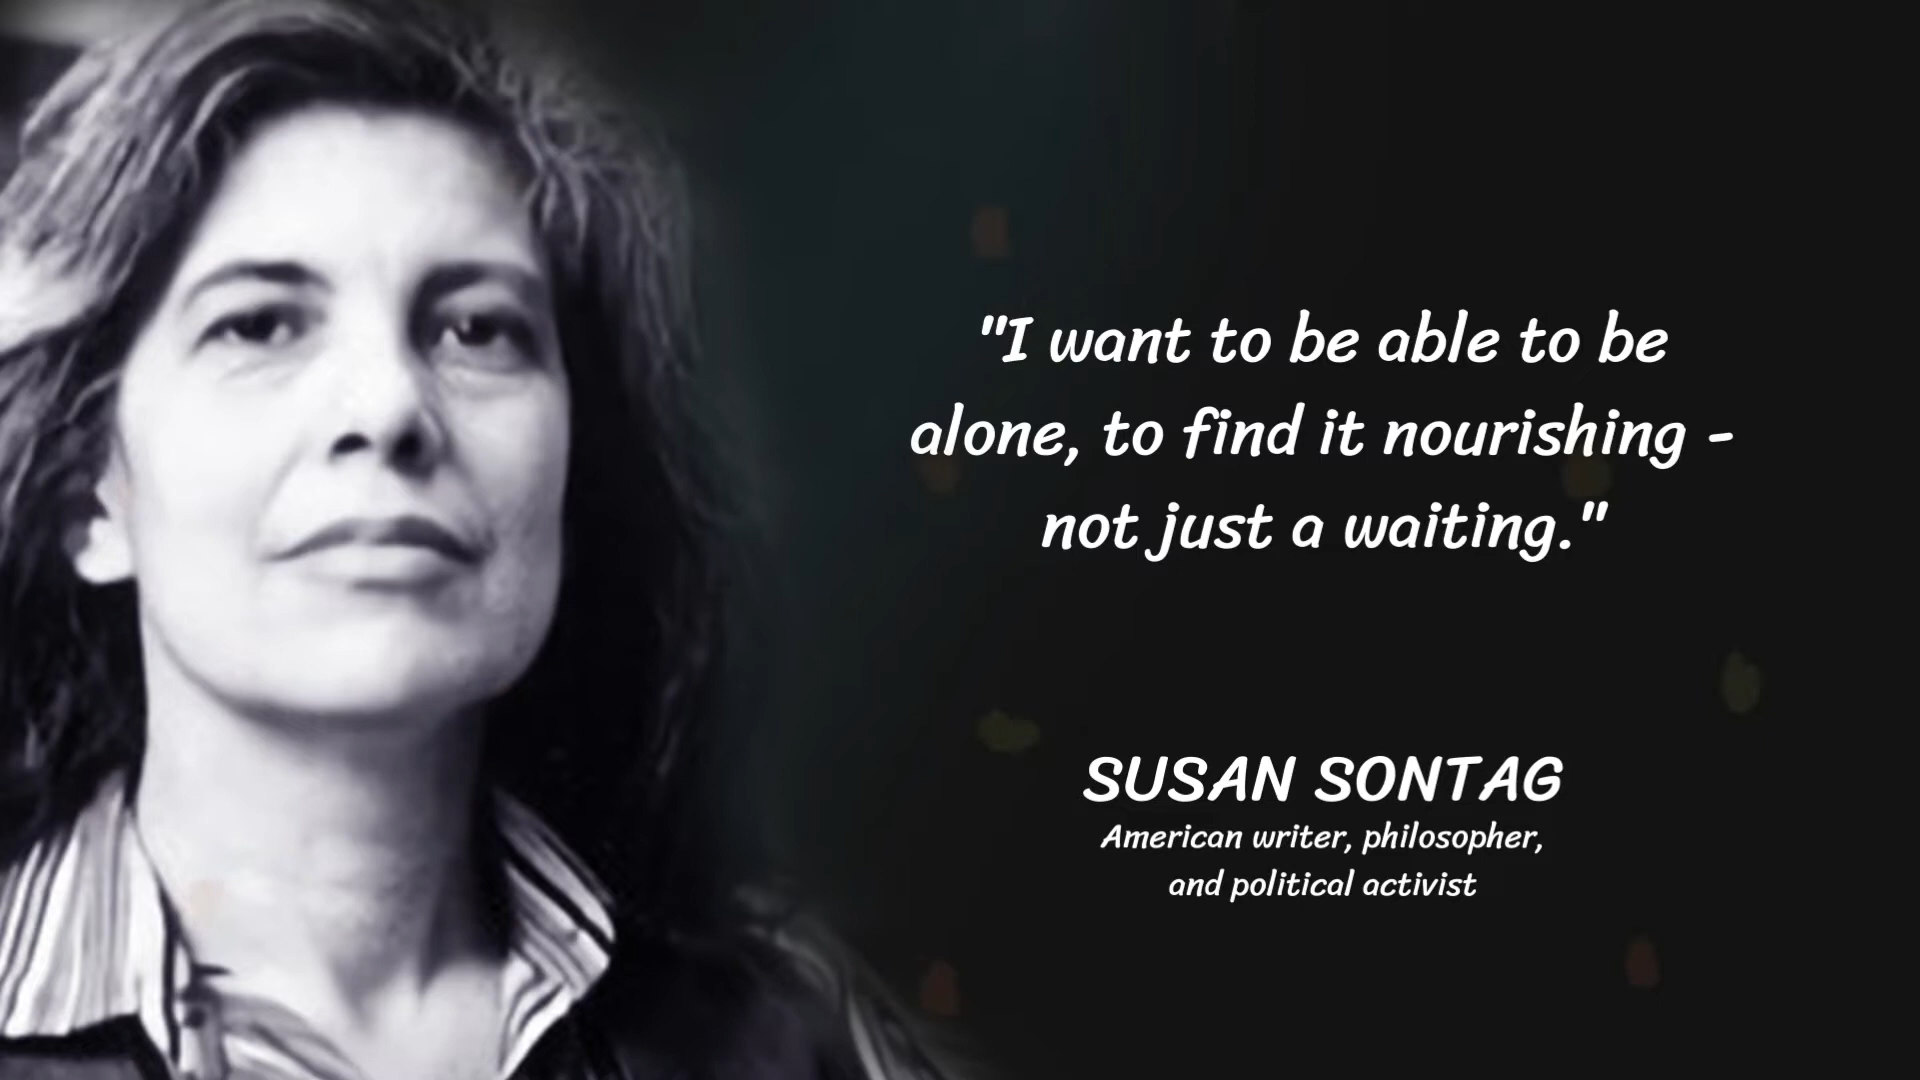 "I want to be able to be
alone, to find it nourishing -
not just a waiting."
SUSAN SONTAG
American writer, philosopher,
and political activist